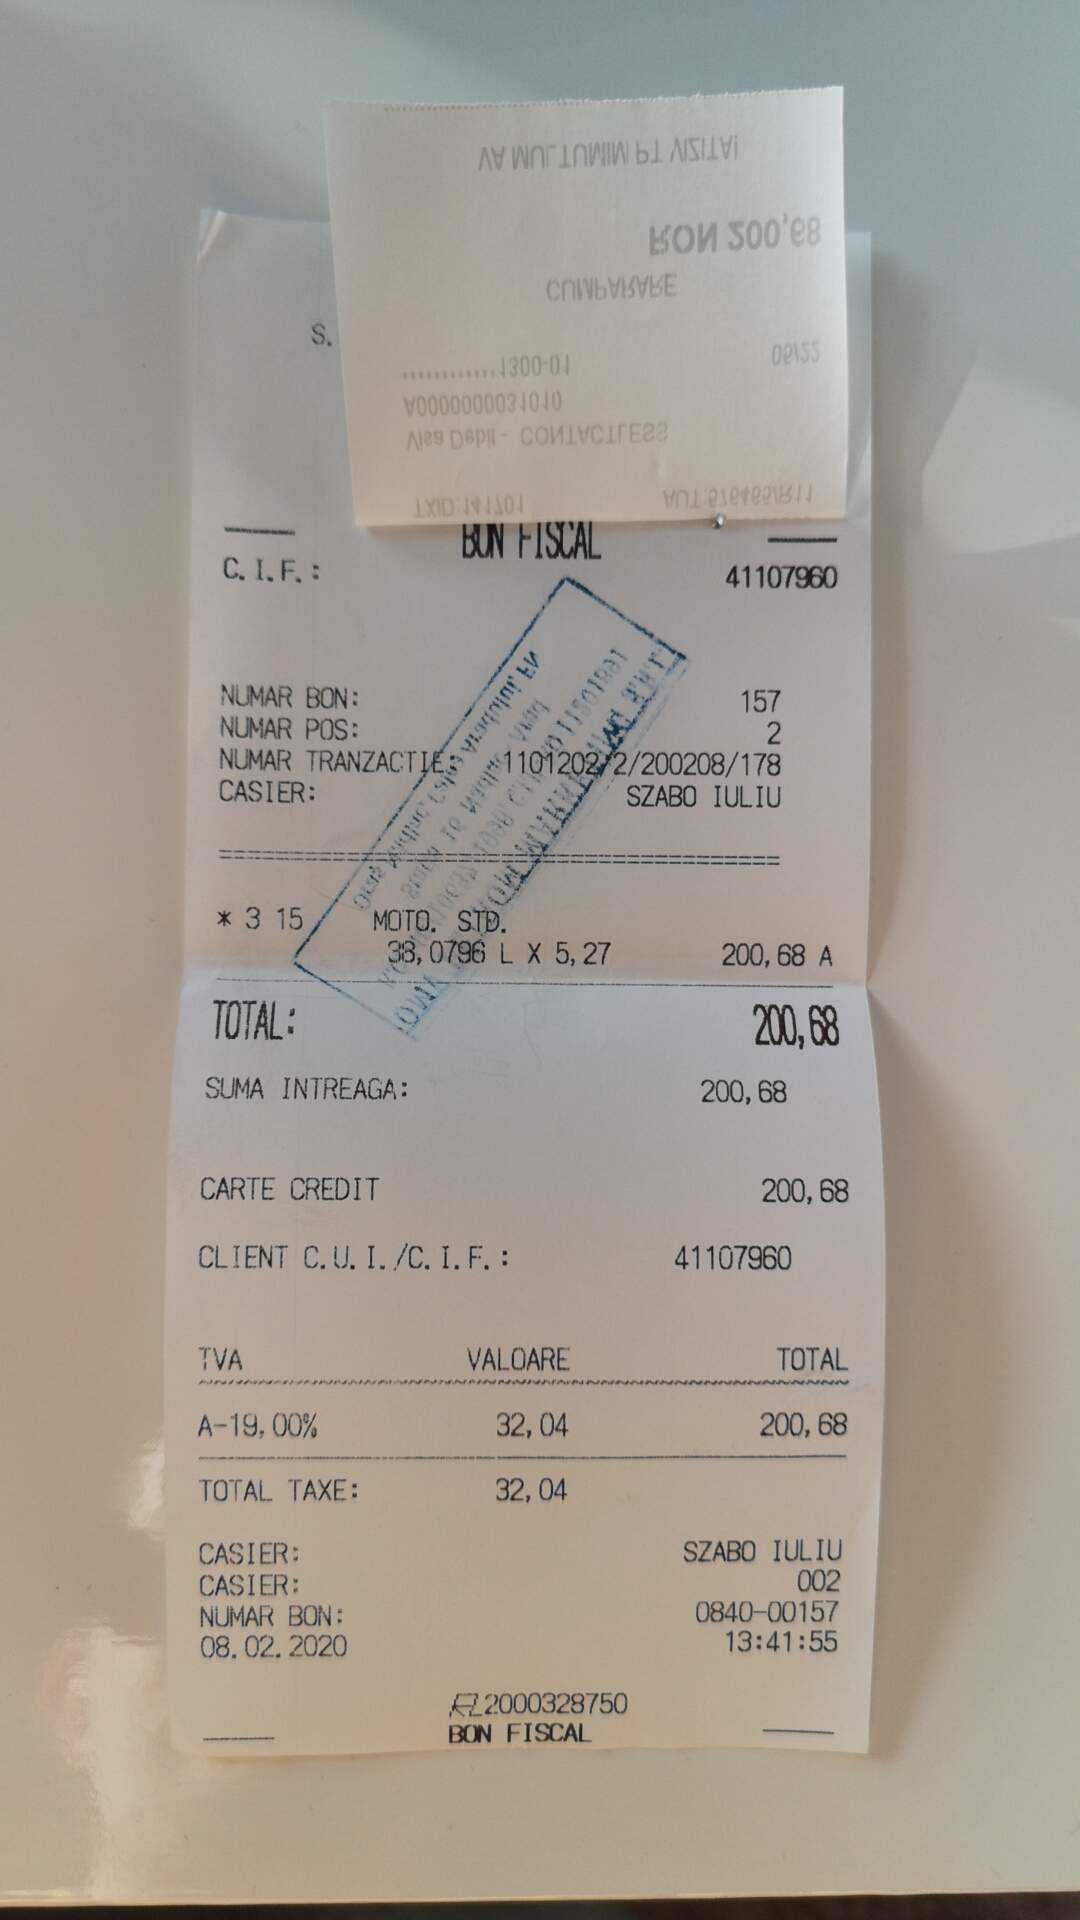 VA MULTUMIM PT VIZITA!
RON 200,68
CUMPARARE
............1300-01 06/22
A0000000031010
Visa Debit - CONTACTLESS
TXID:141701 AUT:676465/R11
S.
BON FISCAL
C.I.F.: 41107960
NUMAR BON: 157
NUMAR POS: 2
NUMAR TRANZACTIE: 1101202/2/200208/178
CASIER: SZABO IULIU
* 3 15 MOTO. STD.
38,0796 L X 5,27 200,68 A
TOTAL: 200,68
SUMA INTREAGA: 200,68
CARTE CREDIT 200,68
CLIENT C.U.I./C.I.F.: 41107960
TVA VALOARE TOTAL
A-19,00% 32,04 200,68
TOTAL TAXE: 32,04
CASIER: SZABO IULIU
CASIER: 002
NUMAR BON: 0840-00157
08.02.2020 13:41:55
2000328750
BON FISCAL